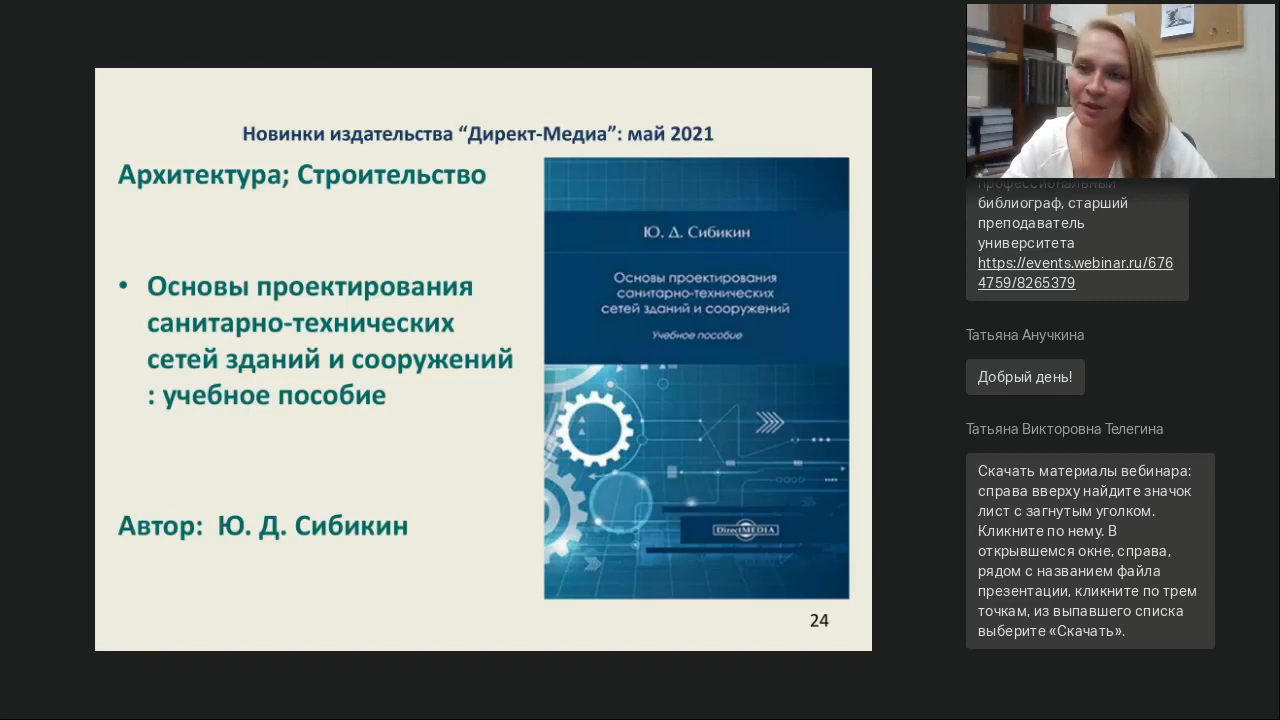 Новинки издательства “Директ-Медиа”: май 2021
Архитектура; Строительство
• Основы проектирования
санитарно-технических
сетей зданий и сооружений
: учебное пособие
Автор: Ю. Д. Сибикин
Ю. Д. Сибикин
Основы проектирования
санитарно-технических
сетей зданий и сооружений
Учебное пособие
DirectMEDIA
24
профессиональный
библиограф, старший
преподаватель
университета
https://events.webinar.ru/676
4759/8265379
Татьяна Анучкина
Добрый день!
Татьяна Викторовна Телегина
Скачать материалы вебинара:
справа вверху найдите значок
лист с загнутым уголком.
Кликните по нему. В
открывшемся окне, справа,
рядом с названием файла
презентации, кликните по трем
точкам, из выпавшего списка
выберите «Скачать».